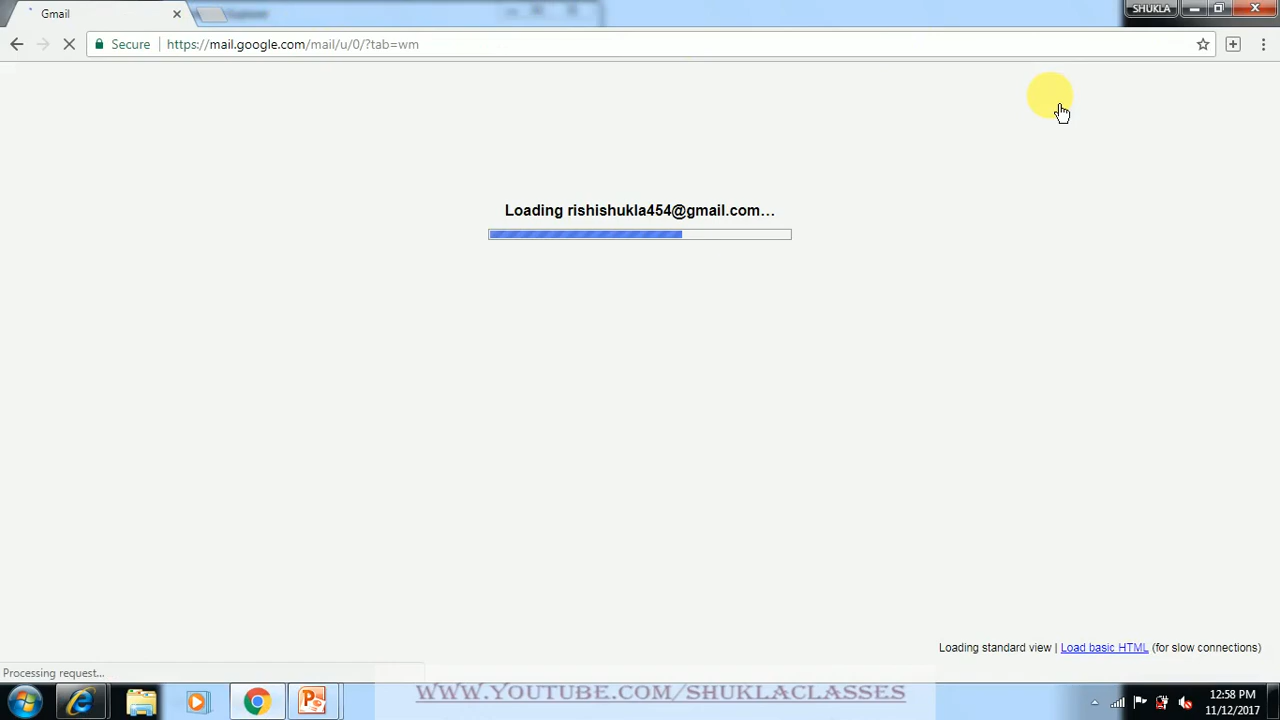 Gmail
SHUKLA
Secure
https://mail.google.com/mail/u/0/?tab=wm
Loading rishishukla454@gmail.com...
Loading standard view | Load basic HTML (for slow connections)
Processing request...
www.Youtube.com/SHUKLACLASSES
12:58 PM
11/12/2017